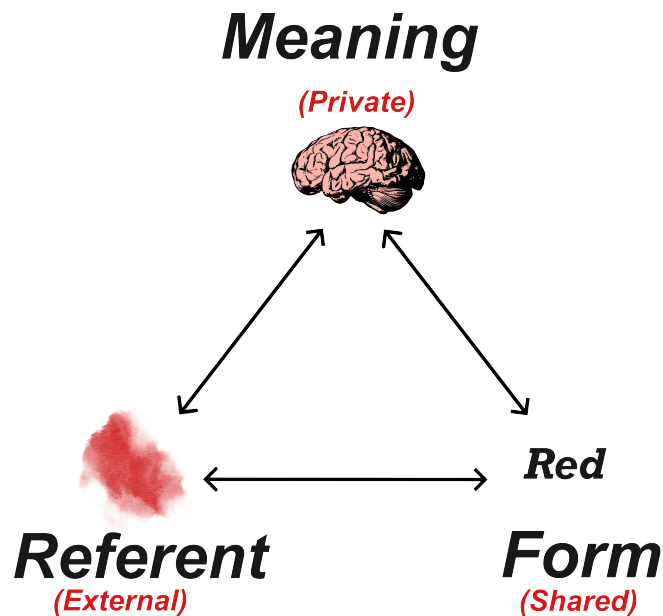 Meaning
(Private)
Red
Referent
(External)
Form
(Shared)